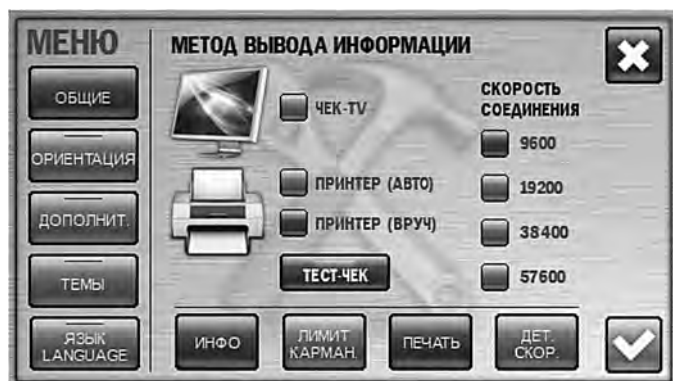 МЕНЮ
ОБЩИЕ
ОРИЕНТАЦИЯ
ДОПОЛНИТ.
ТЕМЫ
ЯЗЫК
LANGUAGE
МЕТОД ВЫВОДА ИНФОРМАЦИИ
ЧЕК-TV
ПРИНТЕР (АВТО)
ПРИНТЕР (ВРУЧ)
ТЕСТ-ЧЕК
СКОРОСТЬ
СОЕДИНЕНИЯ
9600
19200
38400
57600
ИНФО
ЛИМИТ
КАРМАН.
ПЕЧАТЬ
ДЕТ.
СКОР.